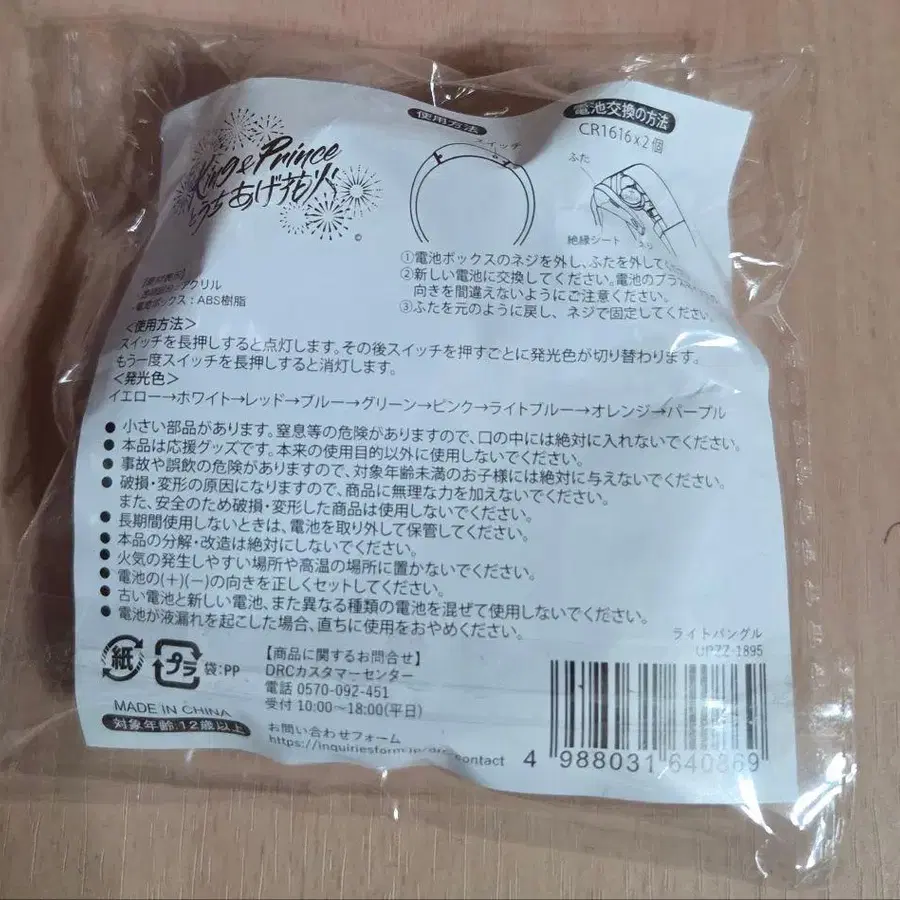 King & Prince
うちあげ花火
©
使用方法
スイッチ
電池交換の方法
CR1616×2個
ふた
絶縁シート
ネジ
①電池ボックスのネジを外し、ふたを外して
②新しい電池に交換してください。電池のプラス
向きを間違えないようにご注意ください。
③ふたを元のように戻し、ネジで固定してください。
アクリル
電池ボックス：ABS樹脂
＜使用方法＞
スイッチを長押しすると点灯します。その後スイッチを押すごとに発光色が切り替わります。
もう一度スイッチを長押しすると消灯します。
＜発光色＞
イエロー→ホワイト→レッド→ブルー→グリーン→ピンク→ライトブルー→オレンジ→パープル
● 小さい部品があります。窒息等の危険がありますので、口の中には絶対に入れないでください。
● 本品は応援グッズです。本来の使用目的以外に使用しないでください。
● 事故や誤飲の危険がありますので、対象年齢未満のお子様には絶対に与えないでください。
● 破損・変形の原因になりますので、商品に無理な力を加えないでください。
また、安全のため破損・変形した商品は使用しないでください。
● 長期間使用しないときは、電池を取り外して保管してください。
● 本品の分解・改造は絶対にしないでください。
● 火気の発生しやすい場所や高温の場所に置かないでください。
● 電池の(+)(−)の向きを正しくセットしてください。
● 古い電池と新しい電池、また異なる種類の電池を混ぜて使用しないでください。
● 電池が液漏れを起こした場合、直ちに使用をおやめください。
紙
プラ
袋：PP
【商品に関するお問合せ】
DRCカスタマーセンター
電話 0570-092-451
受付 10:00～18:00(平日)
お問い合わせフォーム
https://inquiriesform.jp/drc-contact
MADE IN CHINA
対象年齢：12歳以上
ライトバングル
UPZZ-1895
4 988031 640869